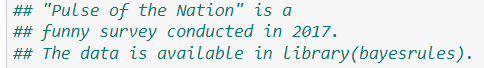 ## "Pulse of the Nation" is a
## funny survey conducted in 2017.
## The data is available in library(bayesrules).